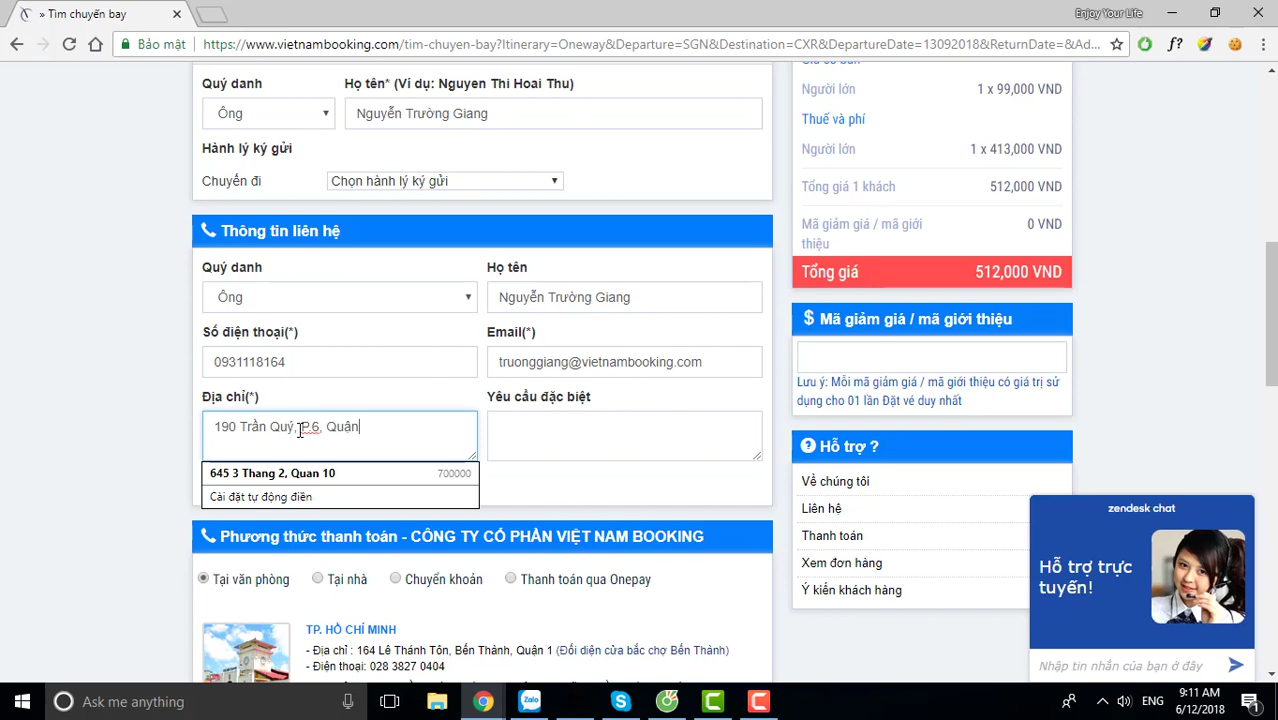 » Tìm chuyến bay
Enjoy Your Life
Bảo mật
https://www.vietnambooking.com/tim-chuyen-bay?Itinerary=Oneway&Departure=SGN&Destination=CXR&DepartureDate=13092018&ReturnDate=&Ad...
f?
Quý danh
Họ tên* (Ví dụ: Nguyen Thi Hoai Thu)
Ông
Nguyễn Trường Giang
Hành lý ký gửi
Chuyến đi
Chọn hành lý ký gửi
Thông tin liên hệ
Quý danh
Họ tên
Ông
Nguyễn Trường Giang
Số điện thoại(*)
Email(*)
0931118164
truonggiang@vietnambooking.com
Địa chỉ(*)
Yêu cầu đặc biệt
190 Trần Quý, P.6, Quận
645 3 Thang 2, Quan 10
700000
Cài đặt tự động điền
Phương thức thanh toán - CÔNG TY CỔ PHẦN VIỆT NAM BOOKING
Tại văn phòng
Tại nhà
Chuyển khoản
Thanh toán qua Onepay
TP. HỒ CHÍ MINH
- Địa chỉ : 164 Lê Thánh Tôn, Bến Thành, Quận 1 (Đối diện cửa bắc chợ Bến Thành)
- Điện thoại: 028 3827 0404
Giá cơ bản
Người lớn
1 x 99,000 VND
Thuế và phí
Người lớn
1 x 413,000 VND
Tổng giá 1 khách
512,000 VND
Mã giảm giá / mã giới
thiệu
0 VND
Tổng giá
512,000 VND
$ Mã giảm giá / mã giới thiệu
Lưu ý: Mỗi mã giảm giá / mã giới thiệu có giá trị sử
dụng cho 01 lần Đặt vé duy nhất
Hỗ trợ ?
Về chúng tôi
Liên hệ
Thanh toán
Xem đơn hàng
Ý kiến khách hàng
zendesk chat
Hỗ trợ trực
tuyến!
Nhập tin nhắn của bạn ở đây
Ask me anything
Zalo
ENG
9:11 AM
6/12/2018
1